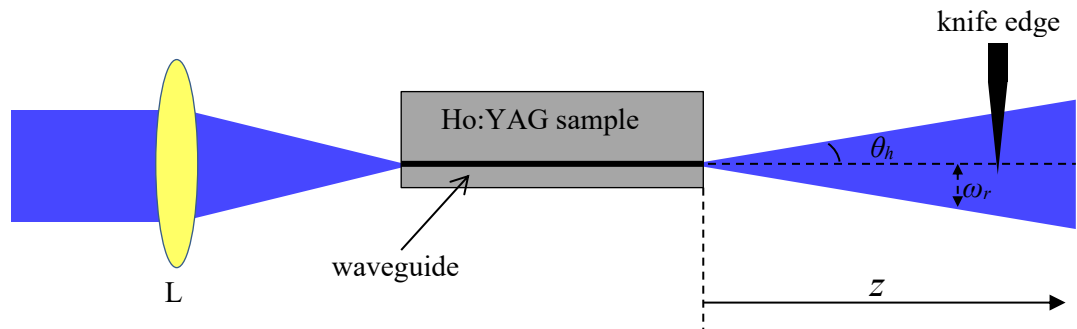 knife edge
Ho:YAG sample
θh
ωr
waveguide
L
z